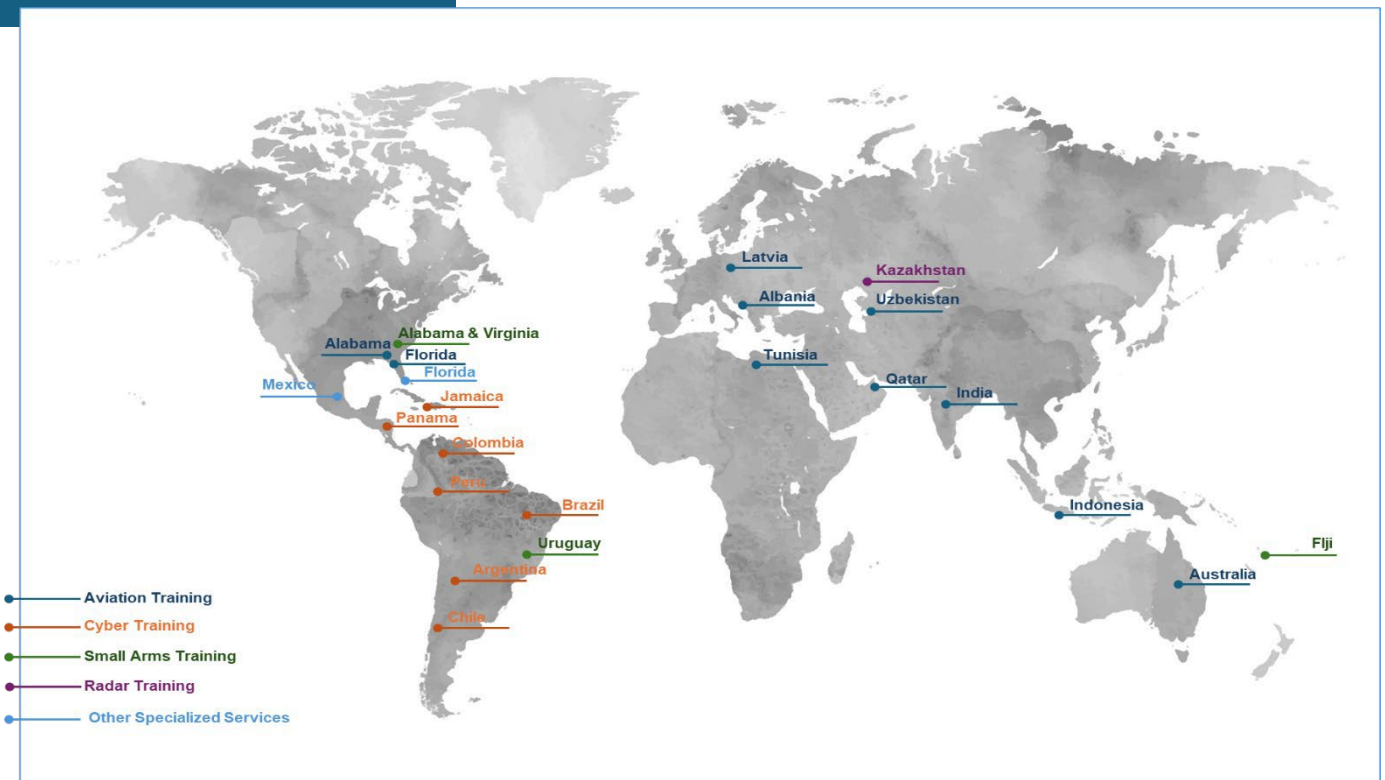 Latvia
Kazakhstan
Albania
Uzbekistan
Alabama & Virginia
Alabama
Florida
Tunisia
Florida
Qatar
Mexico
India
Jamaica
Panama
Colombia
Peru
Brazil
Indonesia
Uruguay
FIji
Argentina
Australia
Aviation Training
Chile
Cyber Training
Small Arms Training
Radar Training
Other Specialized Services